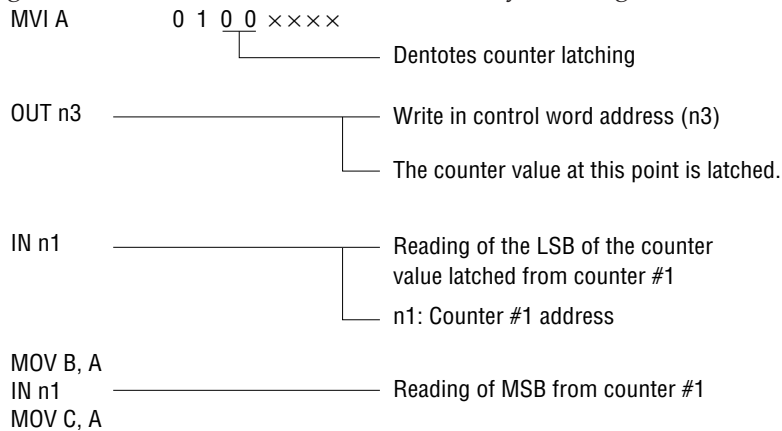 MVI A 0 1 0 0 ××××
Dentotes counter latching
OUT n3 Write in control word address (n3)
The counter value at this point is latched.
IN n1 Reading of the LSB of the counter
value latched from counter #1
n1: Counter #1 address
MOV B, A
IN n1 Reading of MSB from counter #1
MOV C, A